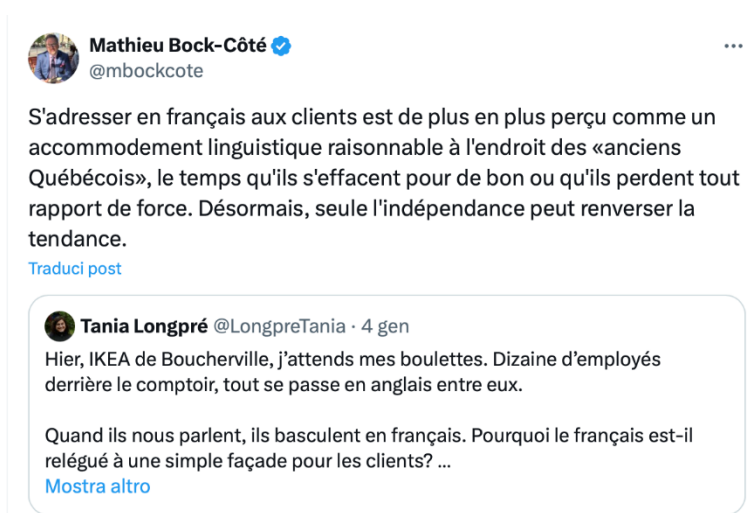 Mathieu Bock-Côté
@mbockcote
S'adresser en français aux clients est de plus en plus perçu comme un
accommodement linguistique raisonnable à l'endroit des «anciens
Québécois», le temps qu'ils s'effacent pour de bon ou qu'ils perdent tout
rapport de force. Désormais, seule l'indépendance peut renverser la
tendance.
Traduci post
Tania Longpré @LongpreTania · 4 gen
Hier, IKEA de Boucherville, j’attends mes boulettes. Dizaine d’employés
derrière le comptoir, tout se passe en anglais entre eux.
Quand ils nous parlent, ils basculent en français. Pourquoi le français est-il
relégué à une simple façade pour les clients? ...
Mostra altro